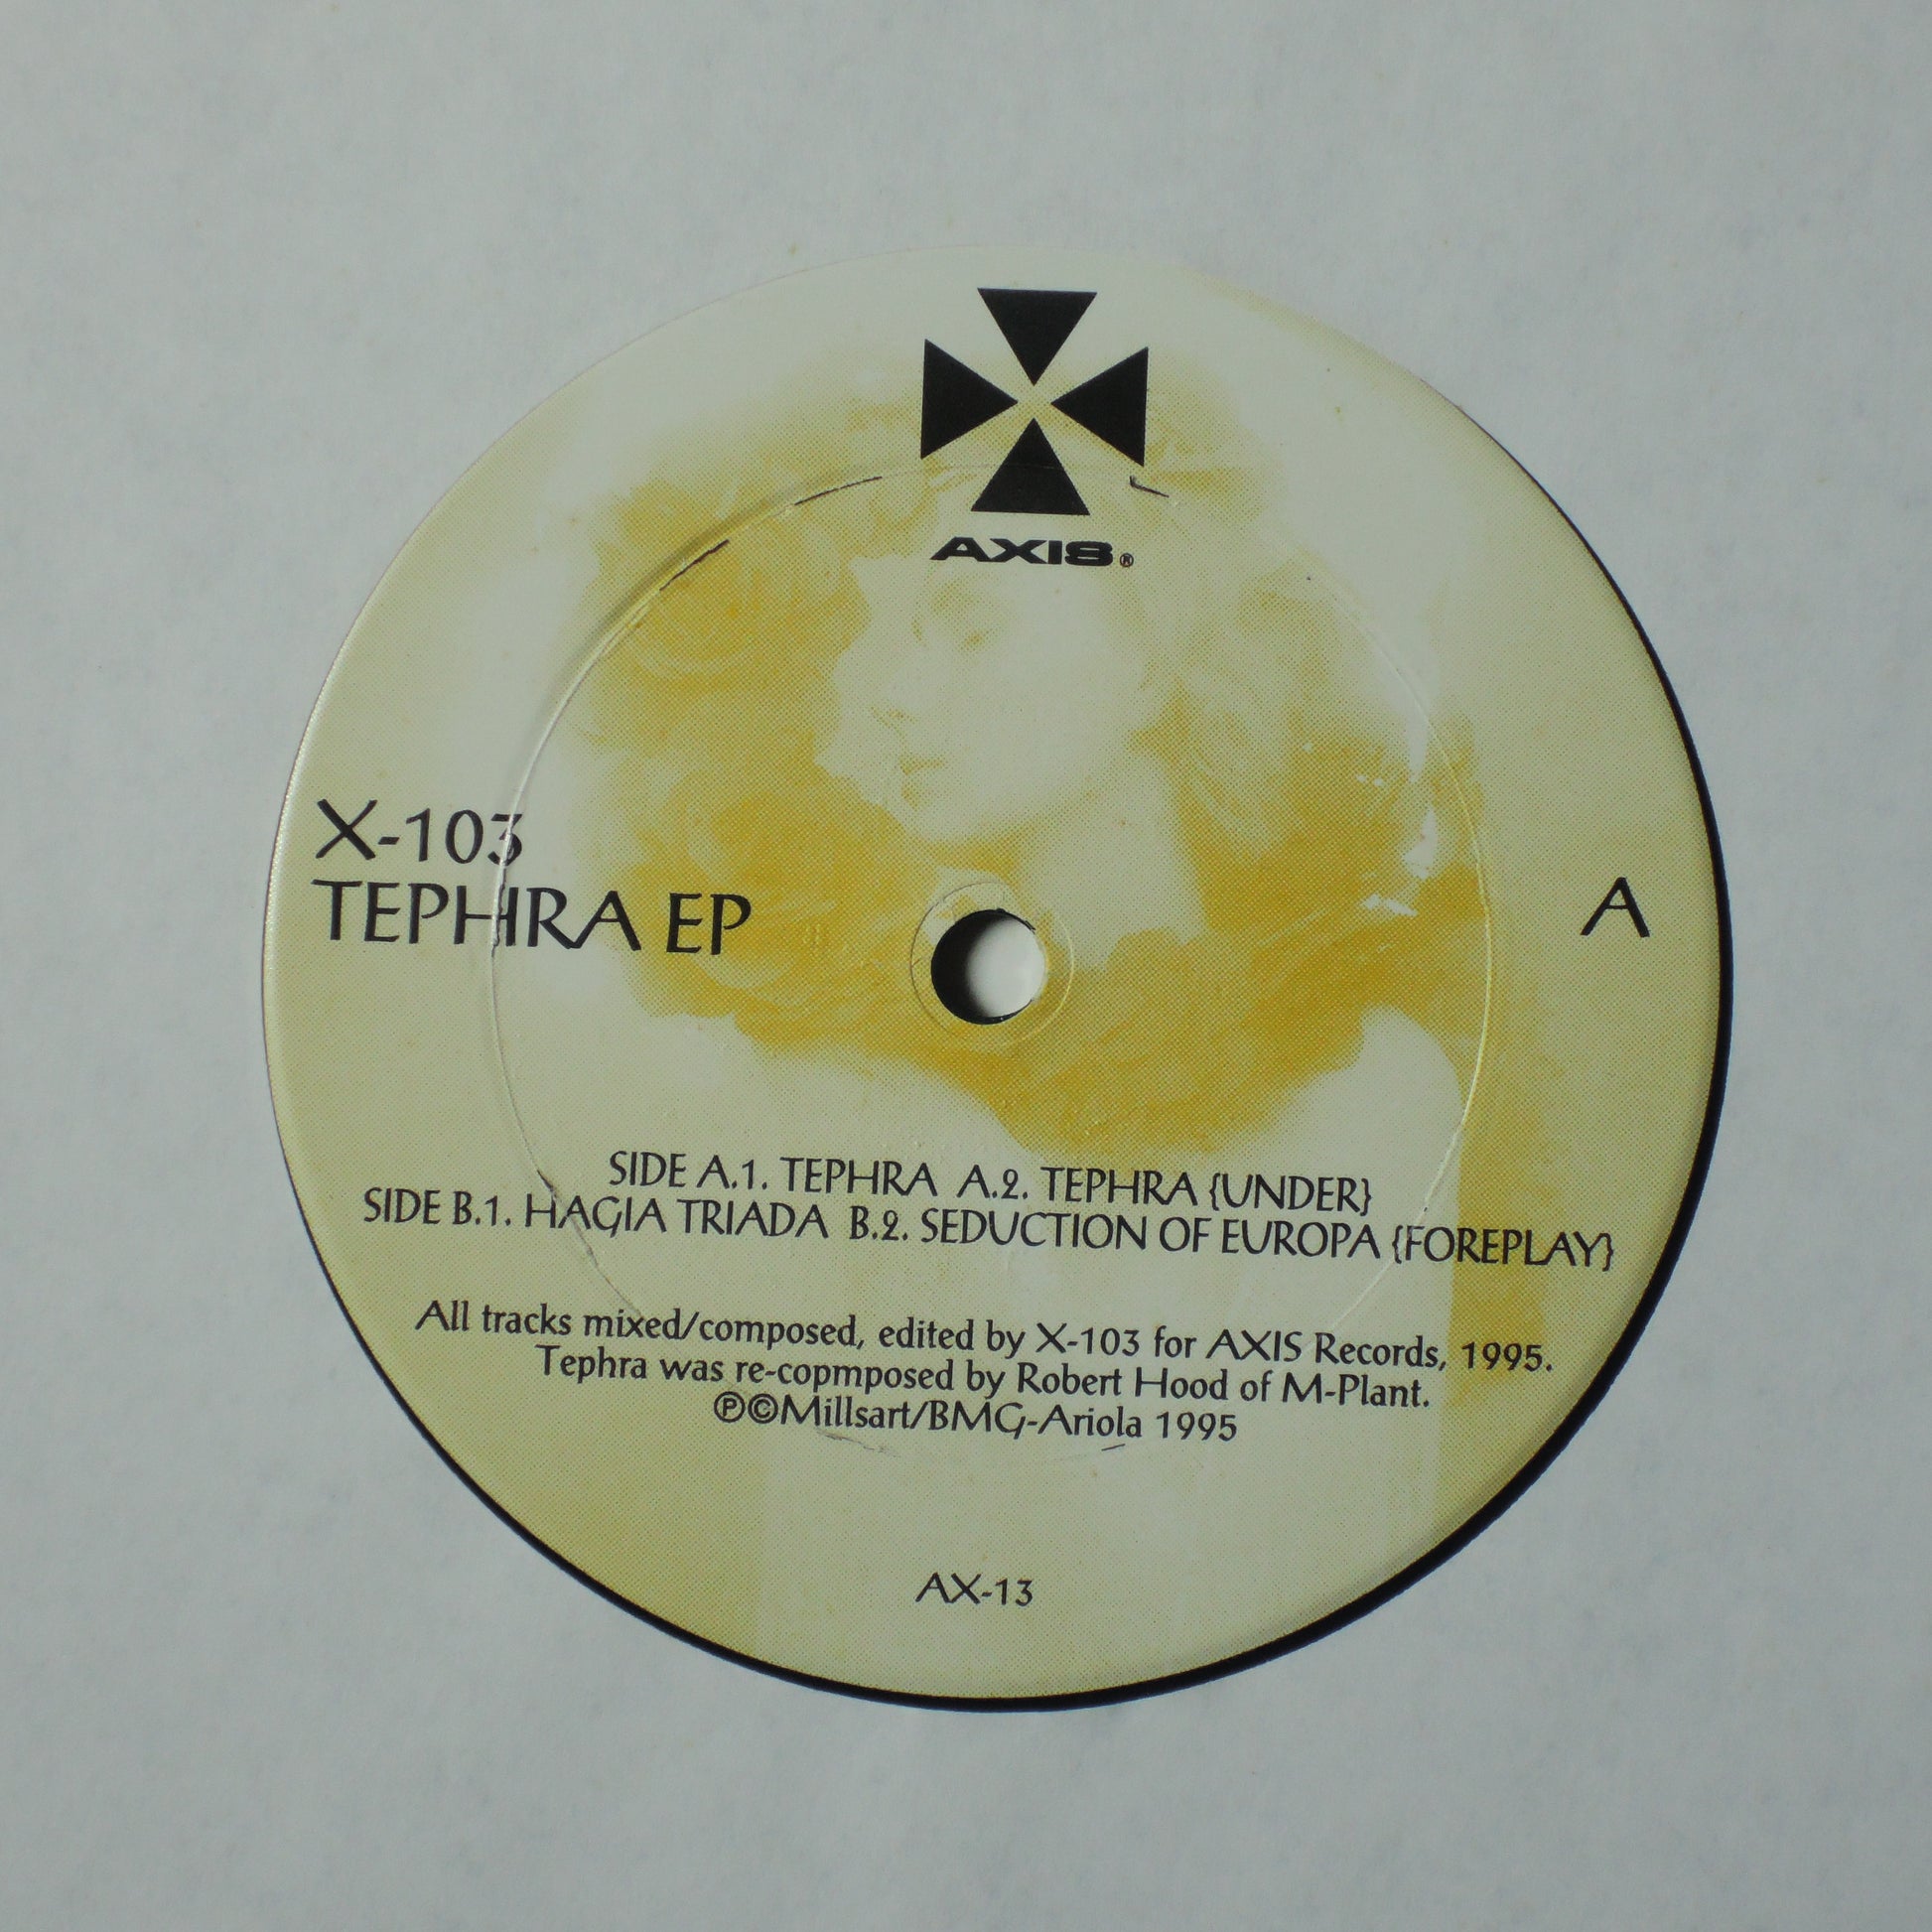 AXIS®
X-103
TEPHRA EP
A
SIDE A.1. TEPHRA A.2. TEPHRA {UNDER}
SIDE B.1. HAGIA TRIADA B.2. SEDUCTION OF EUROPA {FOREPLAY}
All tracks mixed/composed, edited by X-103 for AXIS Records, 1995.
Tephra was re-copmposed by Robert Hood of M-Plant.
℗©Millsart/BMG-Ariola 1995
AX-13